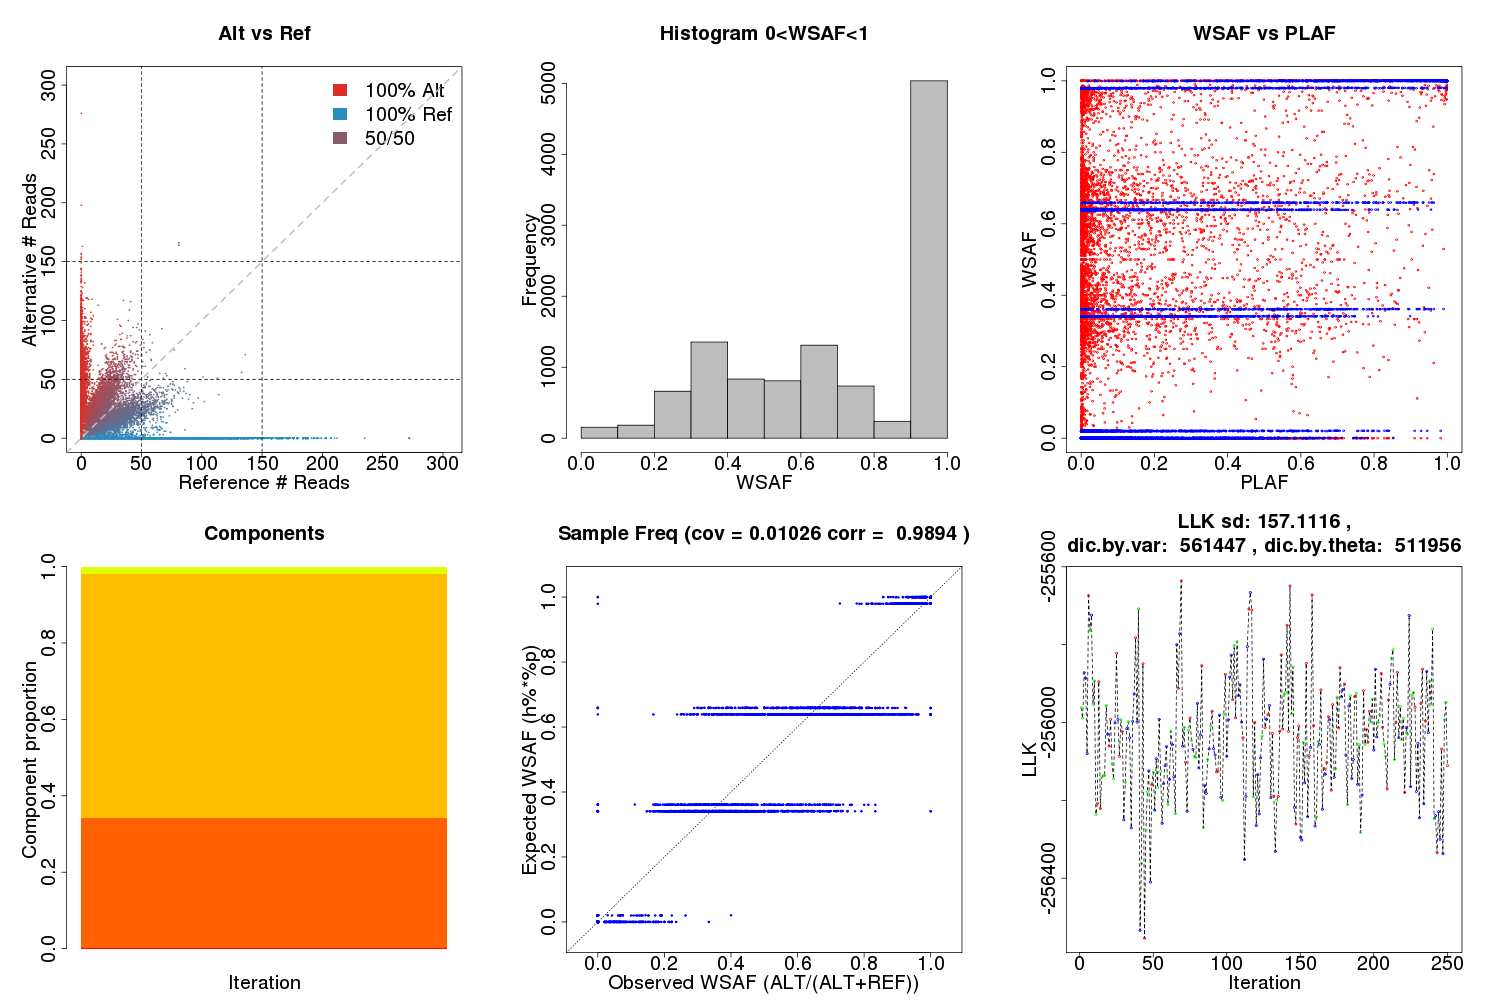 Alt vs Ref
Alternative # Reads
300
250
200
150
100
50
0
100% Alt
100% Ref
50/50
0 50 100 150 200 250 300
Reference # Reads
Histogram 0<WSAF<1
Frequency
5000
4000
3000
2000
1000
0
0.0 0.2 0.4 0.6 0.8 1.0
WSAF
WSAF vs PLAF
WSAF
1.0
0.8
0.6
0.4
0.2
0.0
0.0 0.2 0.4 0.6 0.8 1.0
PLAF
Components
Component proportion
1.0
0.8
0.6
0.4
0.2
0.0
Iteration
Sample Freq (cov = 0.01026 corr = 0.9894 )
Expected WSAF (h%*%p)
1.0
0.8
0.6
0.4
0.2
0.0
0.0 0.2 0.4 0.6 0.8 1.0
Observed WSAF (ALT/(ALT+REF))
LLK sd: 157.1116 ,
dic.by.var: 561447 , dic.by.theta: 511956
LLK
-255600
-256000
-256400
0 50 100 150 200 250
Iteration